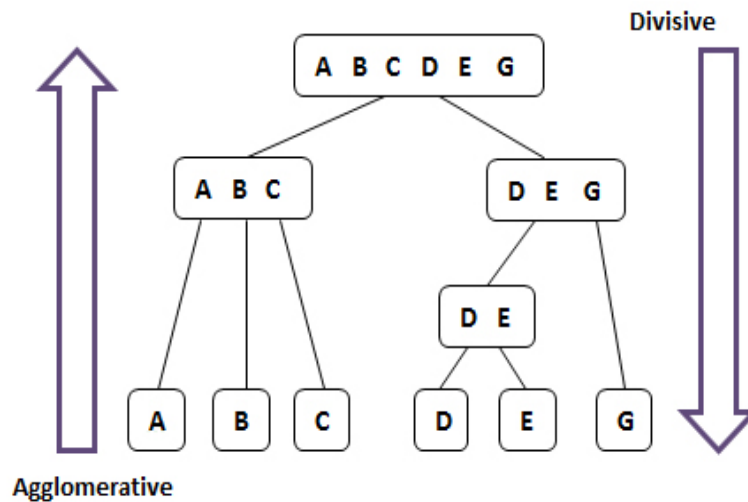 Divisive
A B C D E G
A B C
D E G
D E
A
B
C
D
E
G
Agglomerative